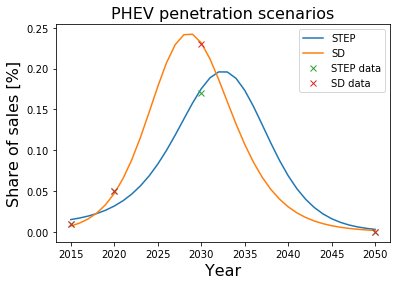 PHEV penetration scenarios
Share of sales [%]
0.25
0.20
0.15
0.10
0.05
0.00
STEP
SD
STEP data
SD data
2015 2020 2025 2030 2035 2040 2045 2050
Year